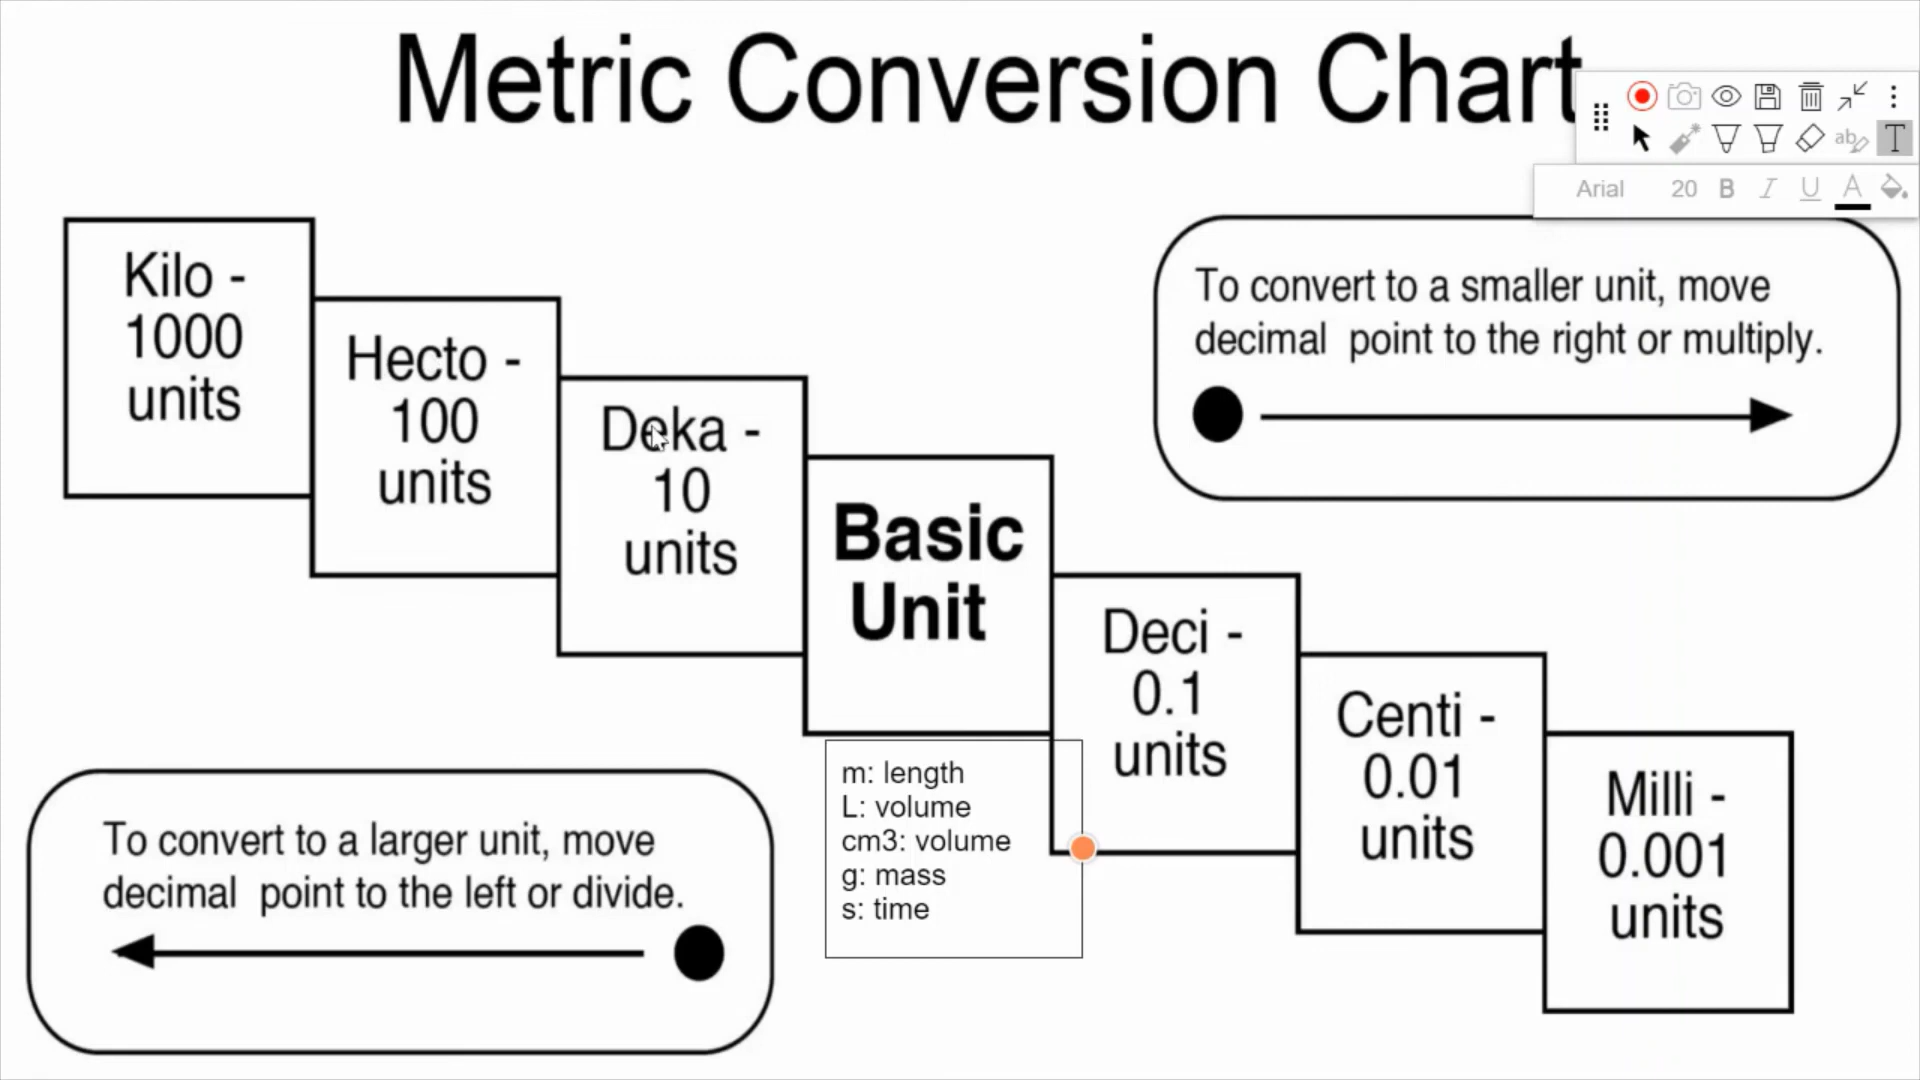 Metric Conversion Chart
Arial 20 B I U A
ab
T
Kilo -
1000
units
Hecto -
100
units
Deka -
10
units
Basic
Unit
Deci -
0.1
units
Centi -
0.01
units
Milli -
0.001
units
To convert to a smaller unit, move
decimal point to the right or multiply.
To convert to a larger unit, move
decimal point to the left or divide.
m: length
L: volume
cm3: volume
g: mass
s: time